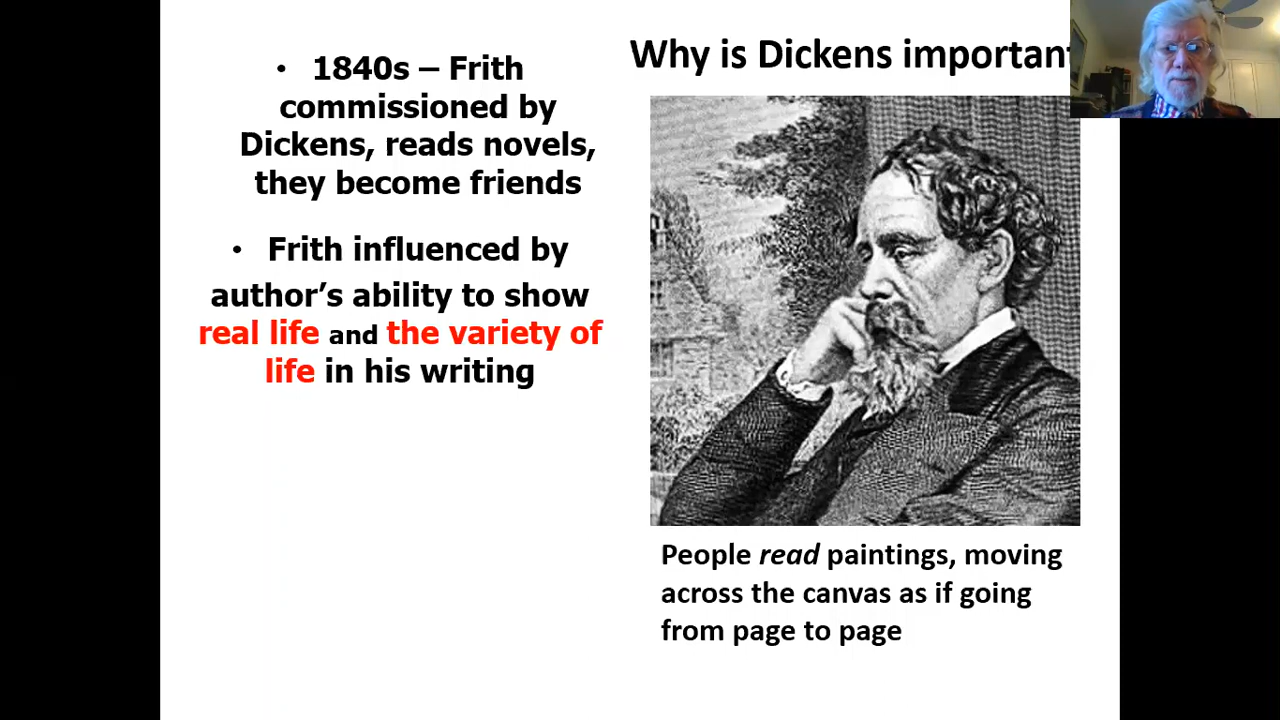 Why is Dickens important
• 1840s – Frith
commissioned by
Dickens, reads novels,
they become friends
• Frith influenced by
author’s ability to show
real life and the variety of
life in his writing
People read paintings, moving
across the canvas as if going
from page to page